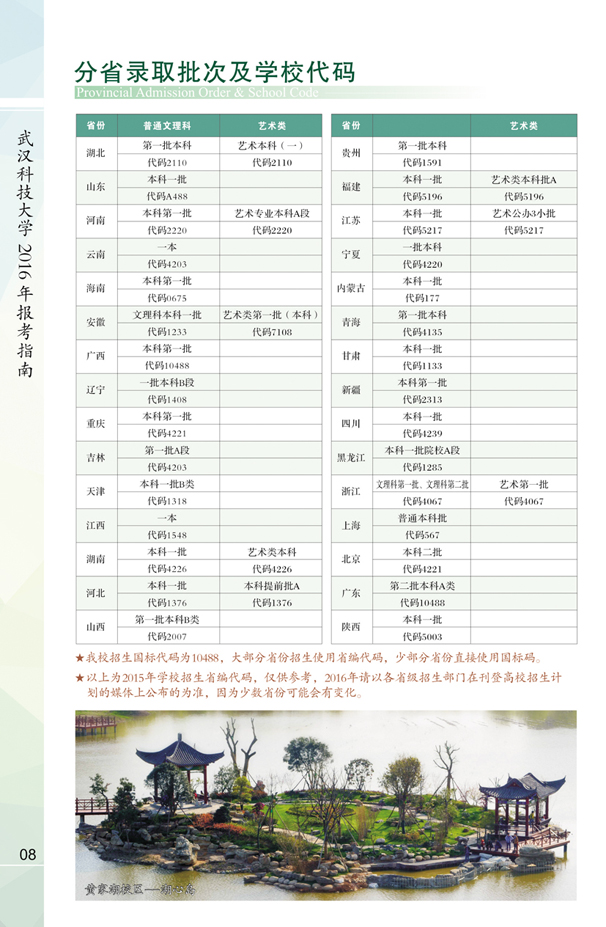 分省录取批次及学校代码
Provincial Admission Order & School Code
武汉科技大学 2016 年报考指南
省份 普通文理科 艺术类
湖北 第一批本科 艺术本科（一）
代码2110 代码2110
山东 本科一批
代码A488
河南 本科第一批 艺术专业本科A段
代码2220 代码2220
云南 一本
代码4203
海南 本科第一批
代码0675
安徽 文理科本科一批 艺术类第一批（本科）
代码1233 代码7108
广西 本科第一批
代码10488
辽宁 一批本科B段
代码1408
重庆 本科第一批
代码4221
吉林 第一批A段
代码4203
天津 本科一批B类
代码1318
江西 一本
代码1548
湖南 本科一批 艺术类本科
代码4226 代码4226
河北 本科一批 本科提前批A
代码1376 代码1376
山西 第一批本科B类
代码2007
省份 艺术类
贵州 第一批本科
代码1591
福建 本科一批 艺术类本科批A
代码5196 代码5196
江苏 本科一批 艺术公办3小批
代码5217 代码5217
宁夏 一批本科
代码4220
内蒙古 本科一批
代码177
青海 第一批本科
代码4135
甘肃 本科一批
代码1133
新疆 本科第一批
代码2313
四川 本科一批
代码4239
黑龙江 本科一批院校A段
代码1285
浙江 文理科第一批、文理科第二批 艺术第一批
代码4067 代码4067
上海 普通本科批
代码567
北京 本科二批
代码4221
广东 第二批本科A类
代码10488
陕西 本科一批
代码5003
★我校招生国标代码为10488，大部分省份招生使用省编代码，少部分省份直接使用国标码。
★以上为2015年学校招生省编代码，仅供参考，2016年请以各省级招生部门在刊登高校招生计
划的媒体上公布的为准，因为少数省份可能会有变化。
黄家湖校区——湖心岛
08